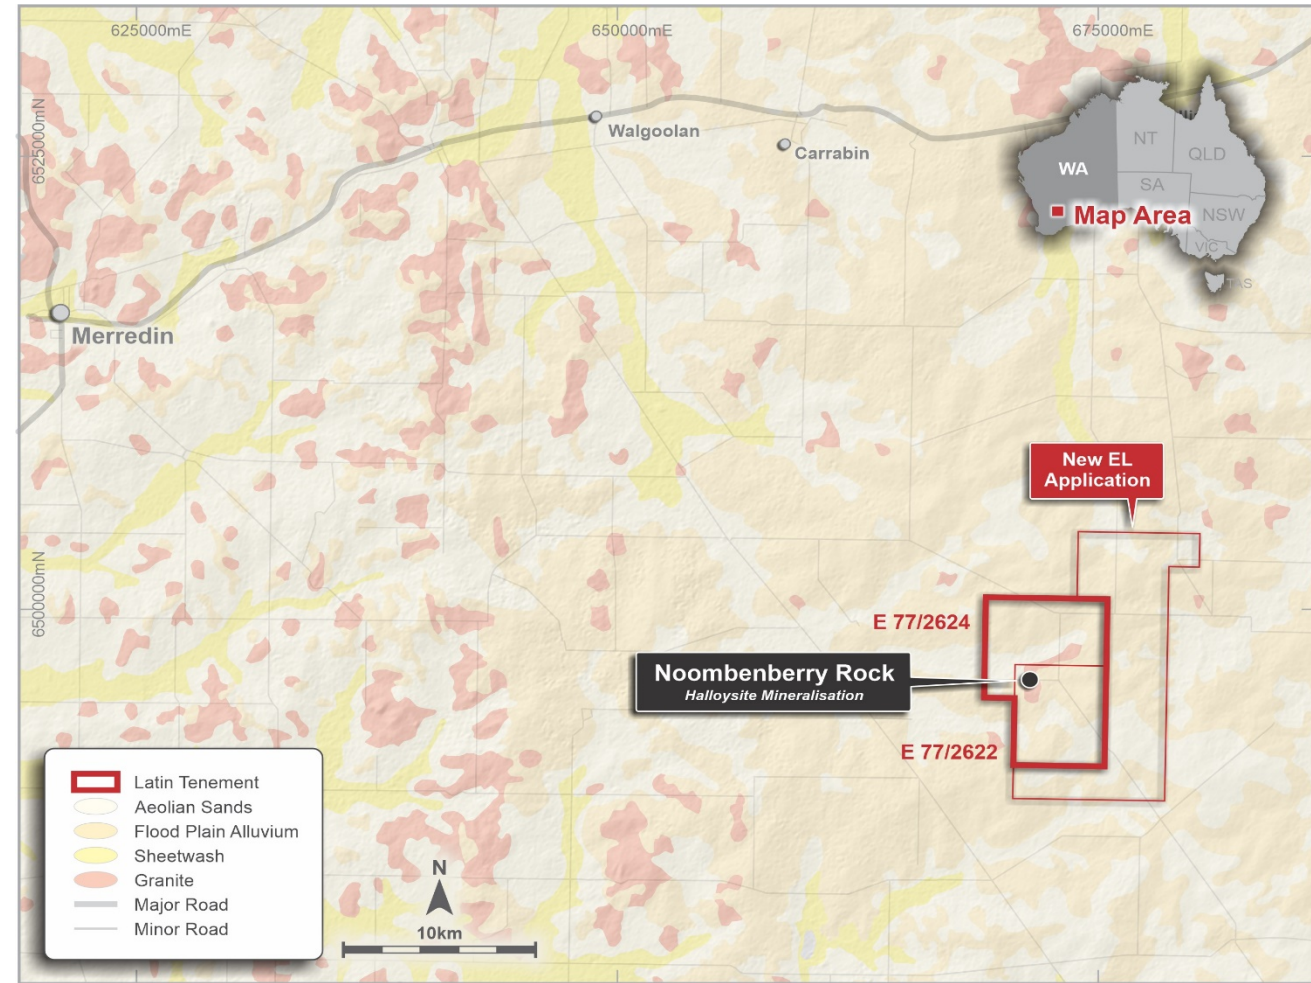 625000mE
650000mE
675000mE
6525000mN
6500000mN
Walgoolan
Carrabin
Merredin
NT
QLD
WA
SA
NSW
VIC
TAS
Map Area
New EL
Application
E 77/2624
Noombenberry Rock
Halloysite Mineralisation
E 77/2622
Latin Tenement
Aeolian Sands
Flood Plain Alluvium
Sheetwash
Granite
Major Road
Minor Road
N
10km